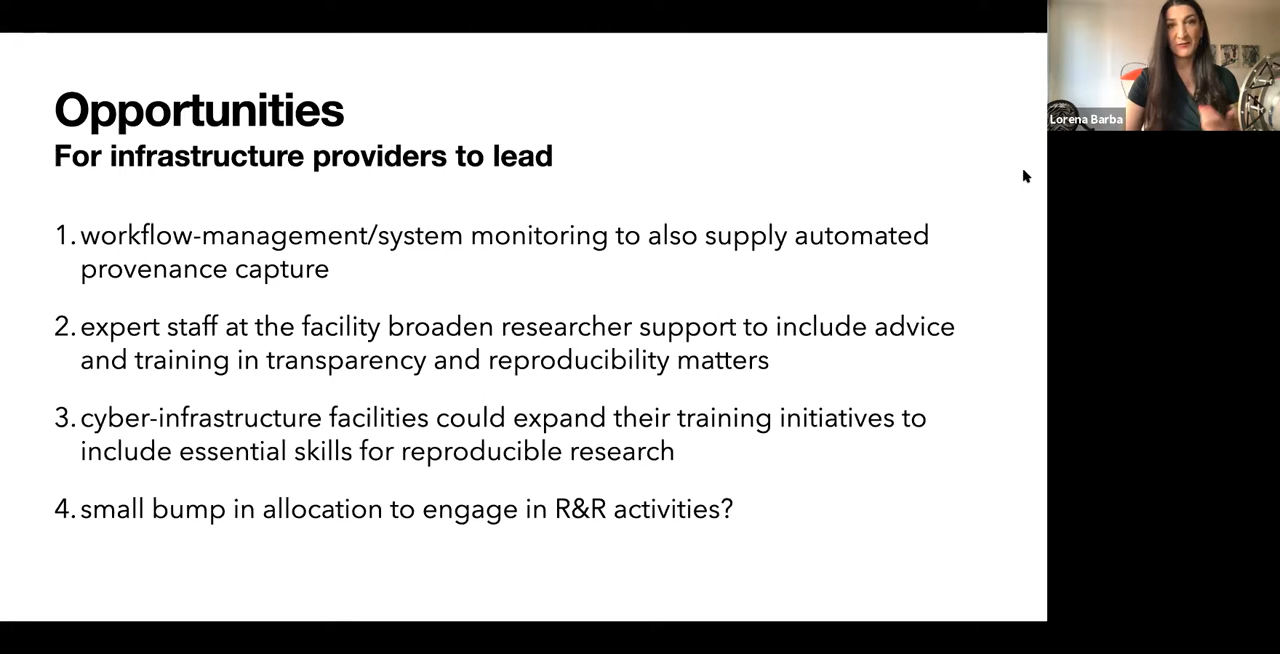 Opportunities
For infrastructure providers to lead
1. workflow-management/system monitoring to also supply automated
provenance capture
2. expert staff at the facility broaden researcher support to include advice
and training in transparency and reproducibility matters
3. cyber-infrastructure facilities could expand their training initiatives to
include essential skills for reproducible research
4. small bump in allocation to engage in R&R activities?
Lorena Barba